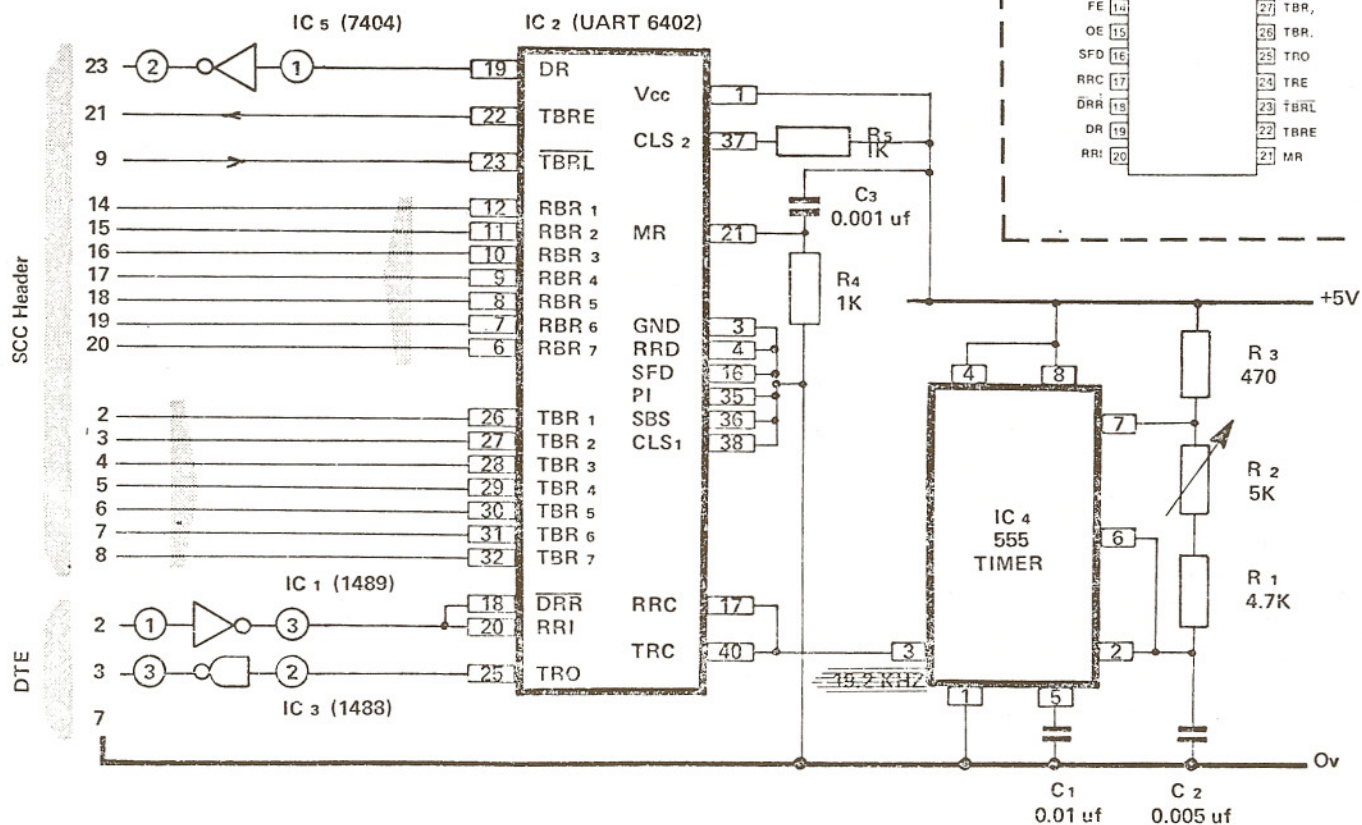 IC 5 (7404)
IC 2 (UART 6402)
FE 14
OE 15
SFD 16
RRC 17
DRR 18
DR 19
RRI 20
27 TBR
26 TBR
25 TRO
24 TRE
23 TBRL
22 TBRE
21 MR
SCC Header
23 2 1 19 DR
21 22 TBRE
9 23 TBRL
14 12 RBR 1
15 11 RBR 2
16 10 RBR 3
17 9 RBR 4
18 8 RBR 5
19 7 RBR 6
20 6 RBR 7
2 26 TBR 1
3 27 TBR 2
4 28 TBR 3
5 29 TBR 4
6 30 TBR 5
7 31 TBR 6
8 32 TBR 7
IC 1 (1489)
DTE
18 DRR
2 1 3 20 RRI
3 3 2 25 TRO
IC 3 (1488)
7
Vcc 1
CLS 2 37
R5
1K
C3
0.001 uf
MR 21
R4
1K
GND 3
RRD 4
SFD 16
PI 35
SBS 36
CLS1 38
RRC 17
TRC 40
19.2 KHZ
+5V
4 8
3 7
6
2
1 5
IC 4
555
TIMER
R 3
470
R 2
5K
R 1
4.7K
Ov
C1
0.01 uf
C 2
0.005 uf